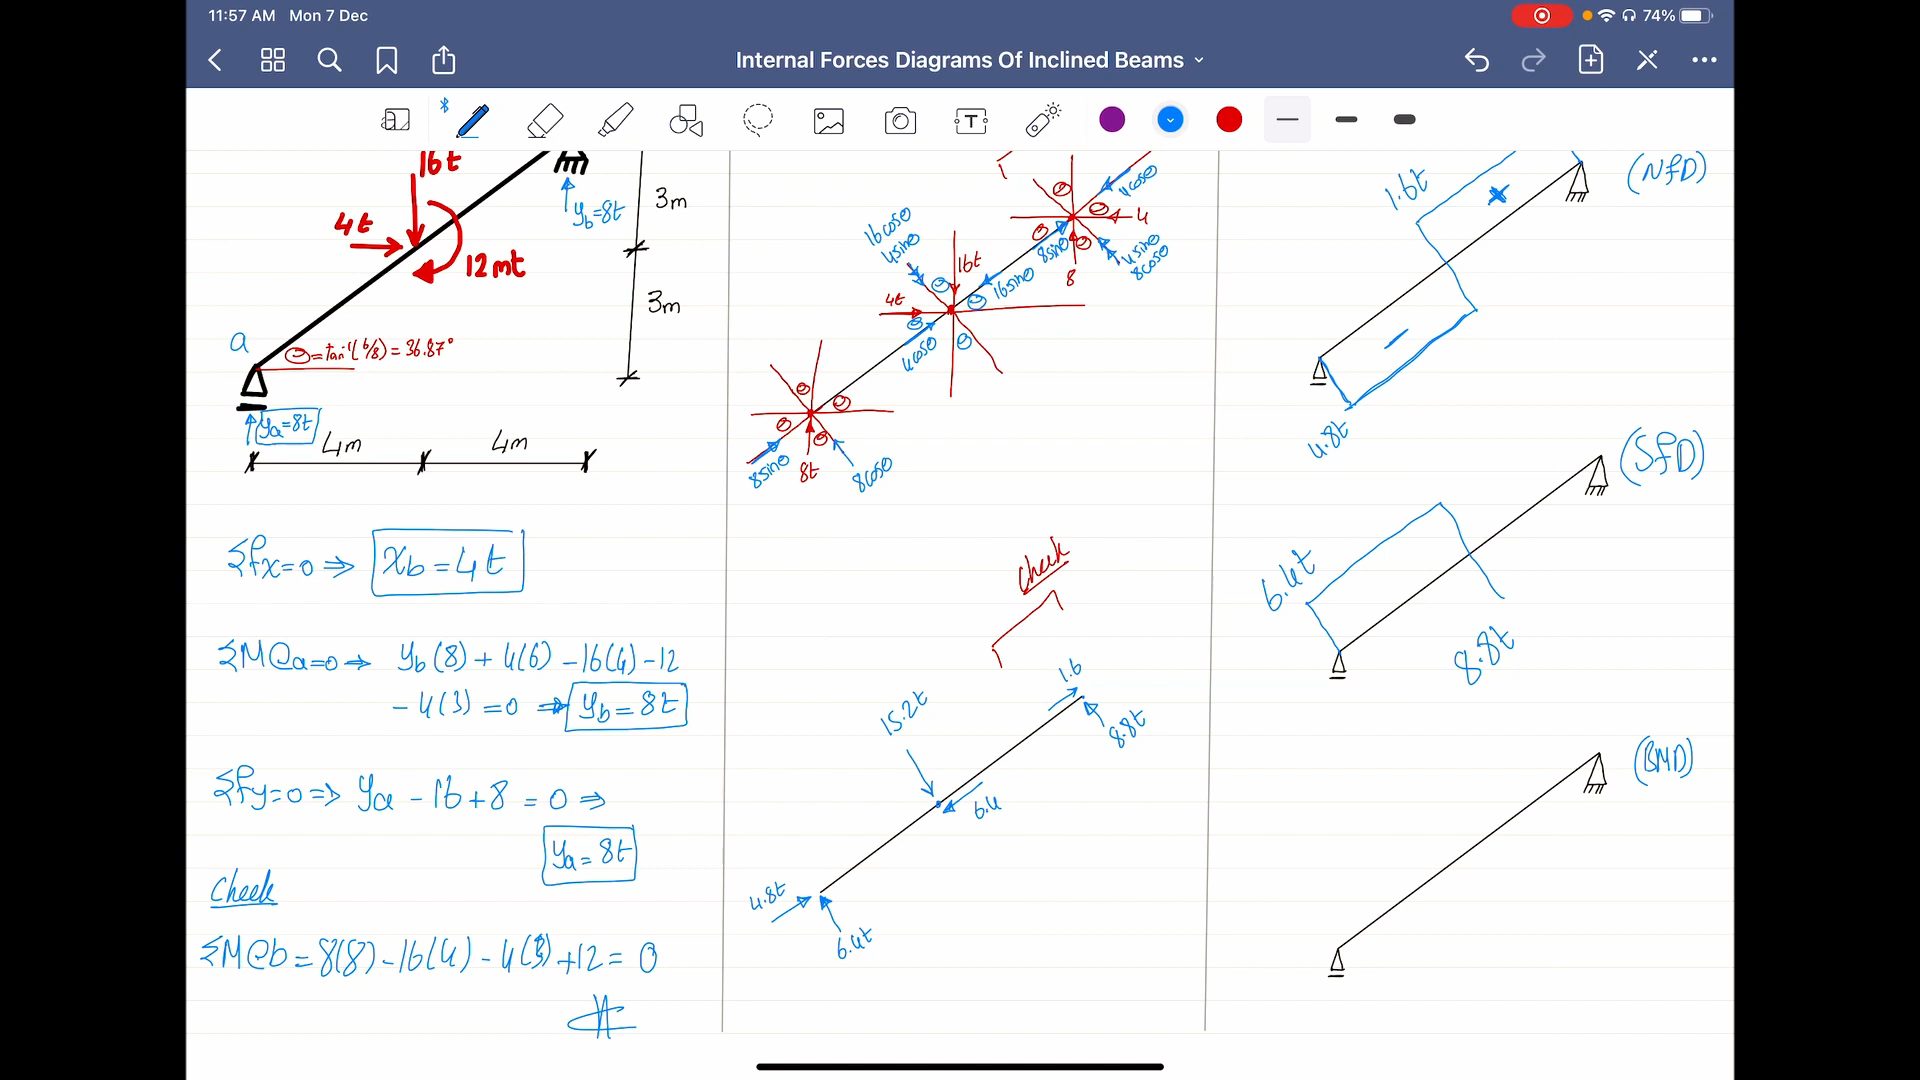 11:57 AM Mon 7 Dec
74%
Internal Forces Diagrams Of Inclined Beams
T
16t
4t
12mt
yb=8t
3m
3m
a
Θ=tan⁻¹(6/8)=36.87°
ya=8t
4m
4m
Σfx=0 ⇒ xb=4t
ΣM@a=0 ⇒ yb(8)+4(6)-16(4)-12
-4(3)=0 ⇒ yb=8t
Σfy=0 ⇒ ya-16+8=0 ⇒
ya=8t
Check
ΣM@b=8(8)-16(4)-4(3)+12=0
4cosθ
4
4sinθ
8cosθ
8
8sinθ
16cosθ
4sinθ
16t
16sinθ
4t
4cosθ
8sinθ
8t
8cosθ
Check
1.6
8.8t
15.2t
6.4
4.8t
6.4t
(NfD)
1.6t
4.8t
(SfD)
6.4t
8.8t
(BMD)